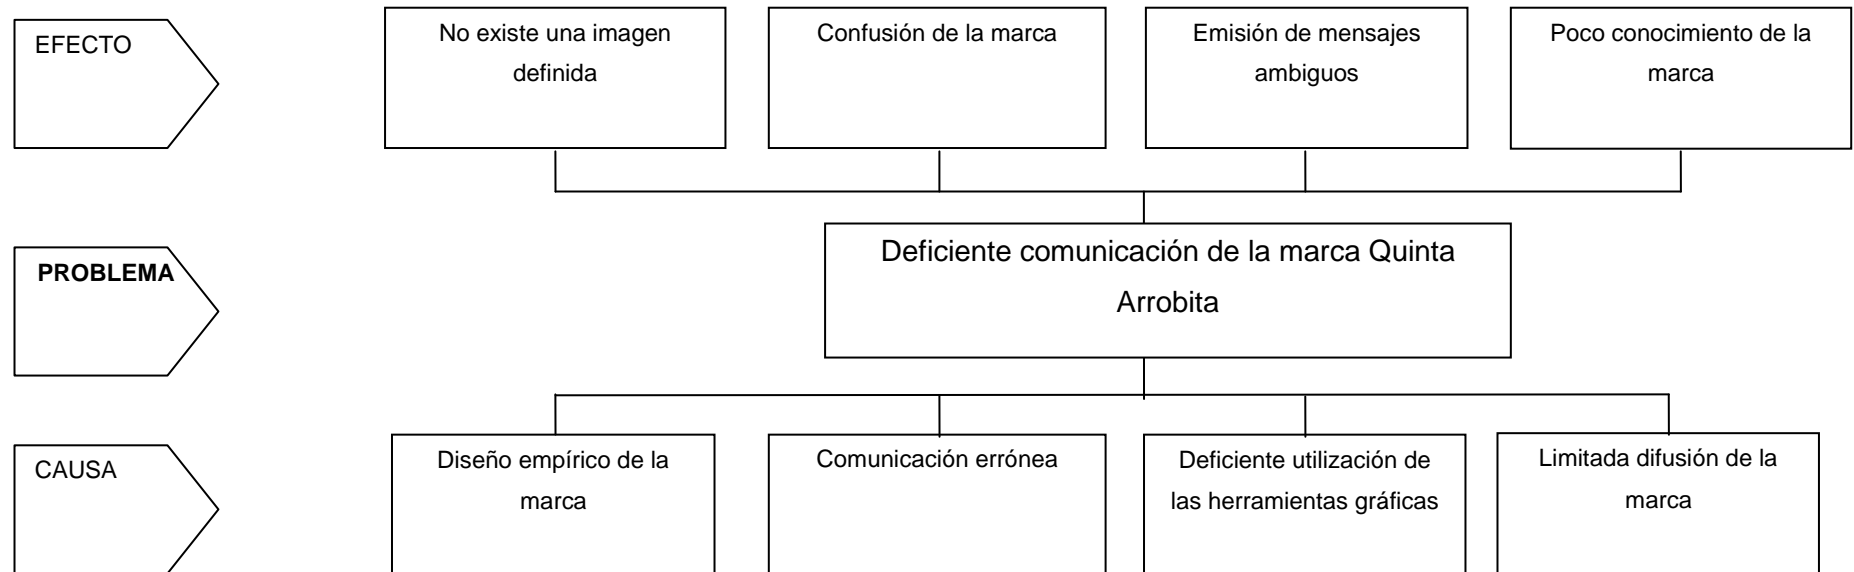 EFECTO
No existe una imagen
definida
Confusión de la marca
Emisión de mensajes
ambiguos
Poco conocimiento de la
marca
PROBLEMA
Deficiente comunicación de la marca Quinta
Arrobita
CAUSA
Diseño empírico de la
marca
Comunicación errónea
Deficiente utilización de
las herramientas gráficas
Limitada difusión de la
marca